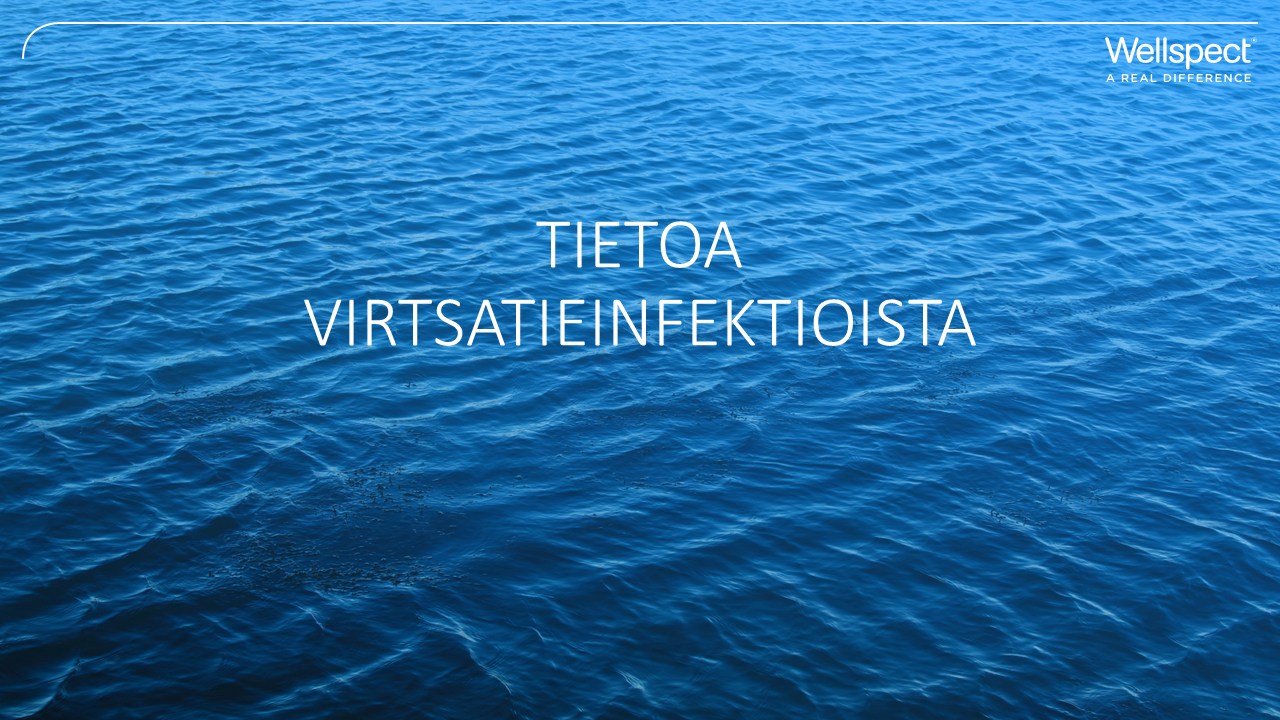 Wellspect®
A REAL DIFFERENCE
TIETOA
VIRTSATIEINFEKTIOISTA